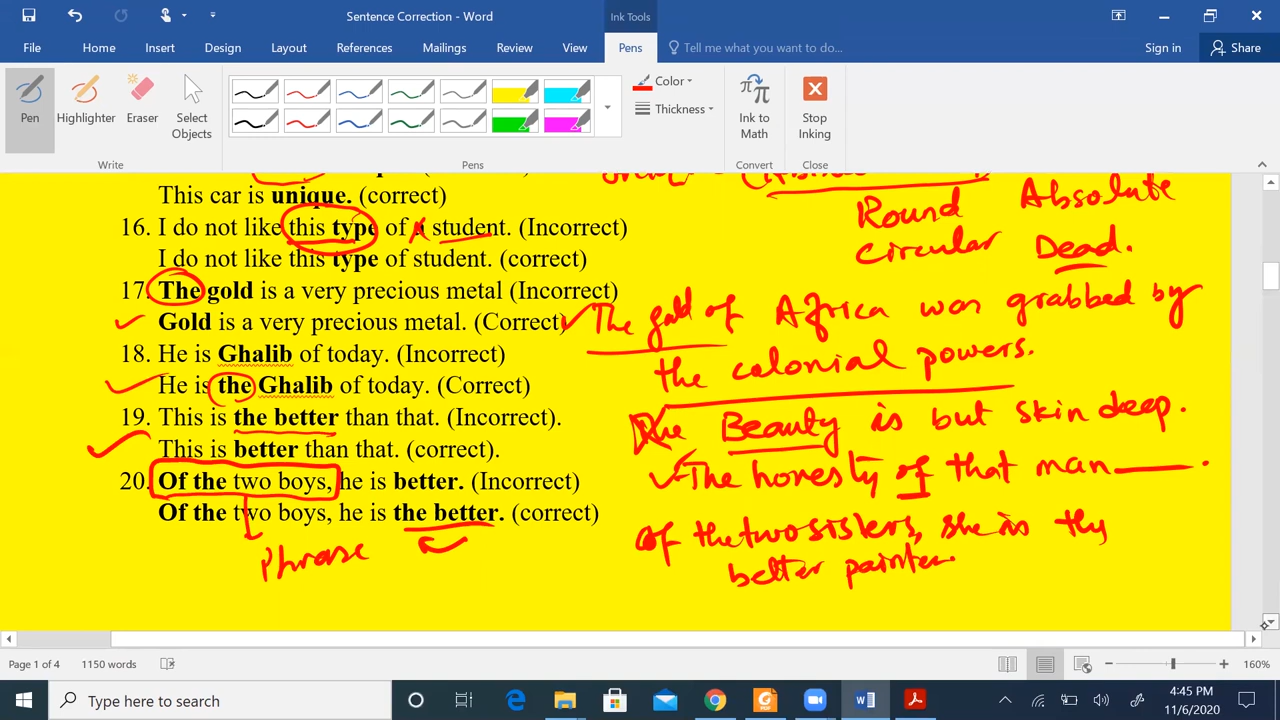 Sentence Correction - Word
Ink Tools
File Home Insert Design Layout References Mailings Review View Pens Tell me what you want to do... Sign in Share
Pen Highlighter Eraser Select Objects
Color
Thickness
Ink to Math Stop Inking
Write Pens Convert Close
This car is unique. (correct)
Round Absolute
16. I do not like this type of a student. (Incorrect)
circular Dead.
I do not like this type of student. (correct)
17. The gold is a very precious metal (Incorrect)
Gold is a very precious metal. (Correct)
The gold of Africa was grabbed by
the colonial powers.
18. He is Ghalib of today. (Incorrect)
He is the Ghalib of today. (Correct)
19. This is the better than that. (Incorrect).
The Beauty is but skin deep.
This is better than that. (correct).
The honesty of that man
20. Of the two boys, he is better. (Incorrect)
Of the two boys, he is the better. (correct)
Phrase
of the two sisters, she is the
better painter
Page 1 of 4 1150 words 160%
Type here to search
4:45 PM
11/6/2020